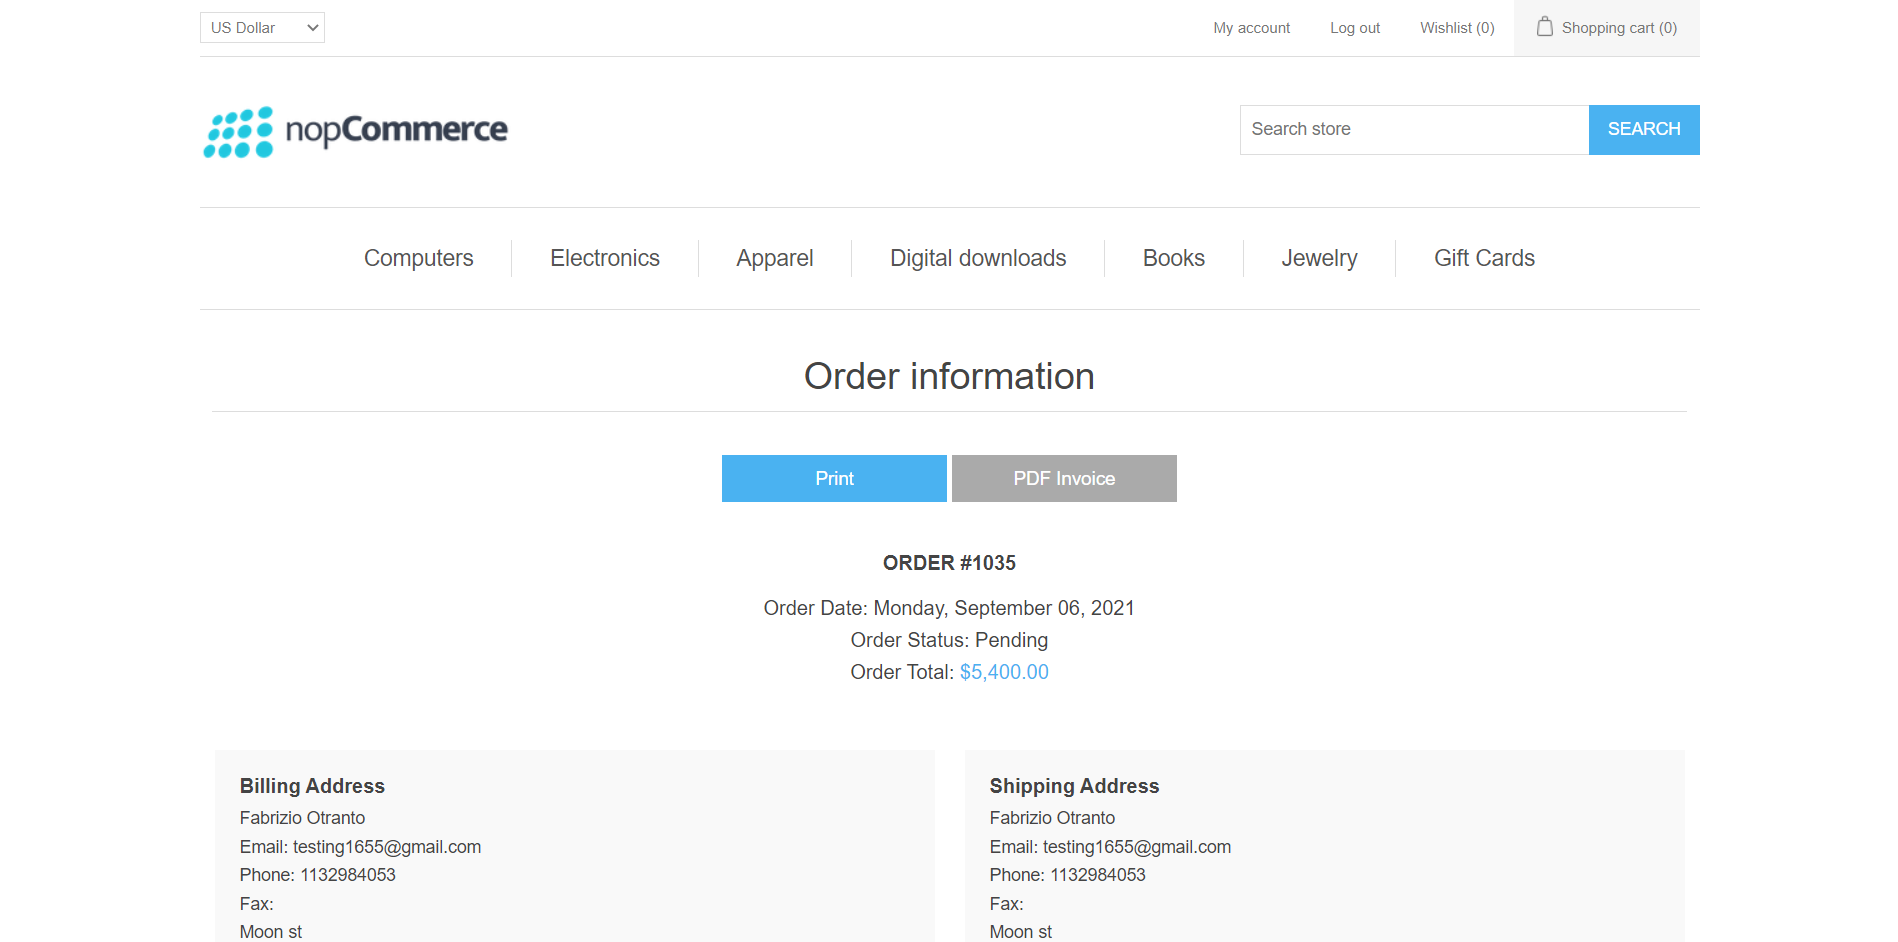 US Dollar My account Log out Wishlist (0) Shopping cart (0)
nopCommerce Search store SEARCH
Computers Electronics Apparel Digital downloads Books Jewelry Gift Cards
Order information
Print PDF Invoice
ORDER #1035
Order Date: Monday, September 06, 2021
Order Status: Pending
Order Total: $5,400.00
Billing Address
Fabrizio Otranto
Email: testing1655@gmail.com
Phone: 1132984053
Fax:
Moon st
Shipping Address
Fabrizio Otranto
Email: testing1655@gmail.com
Phone: 1132984053
Fax:
Moon st